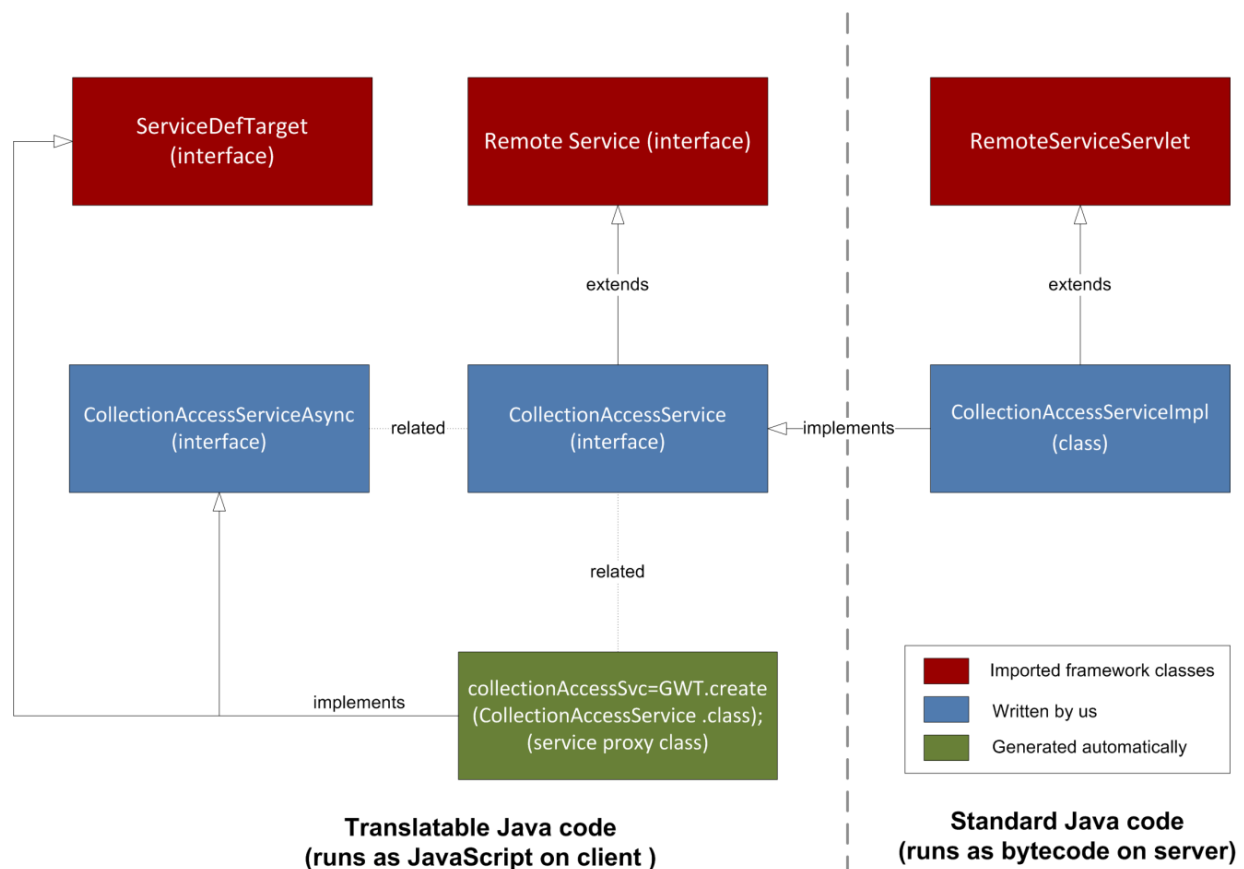 ServiceDefTarget
(interface)
Remote Service (interface)
RemoteServiceServlet
extends
extends
CollectionAccessServiceAsync
(interface)
related
CollectionAccessService
(interface)
implements
CollectionAccessServiceImpl
(class)
related
collectionAccessSvc=GWT.create
(CollectionAccessService .class);
(service proxy class)
implements
Imported framework classes
Written by us
Generated automatically
Translatable Java code
(runs as JavaScript on client )
Standard Java code
(runs as bytecode on server)